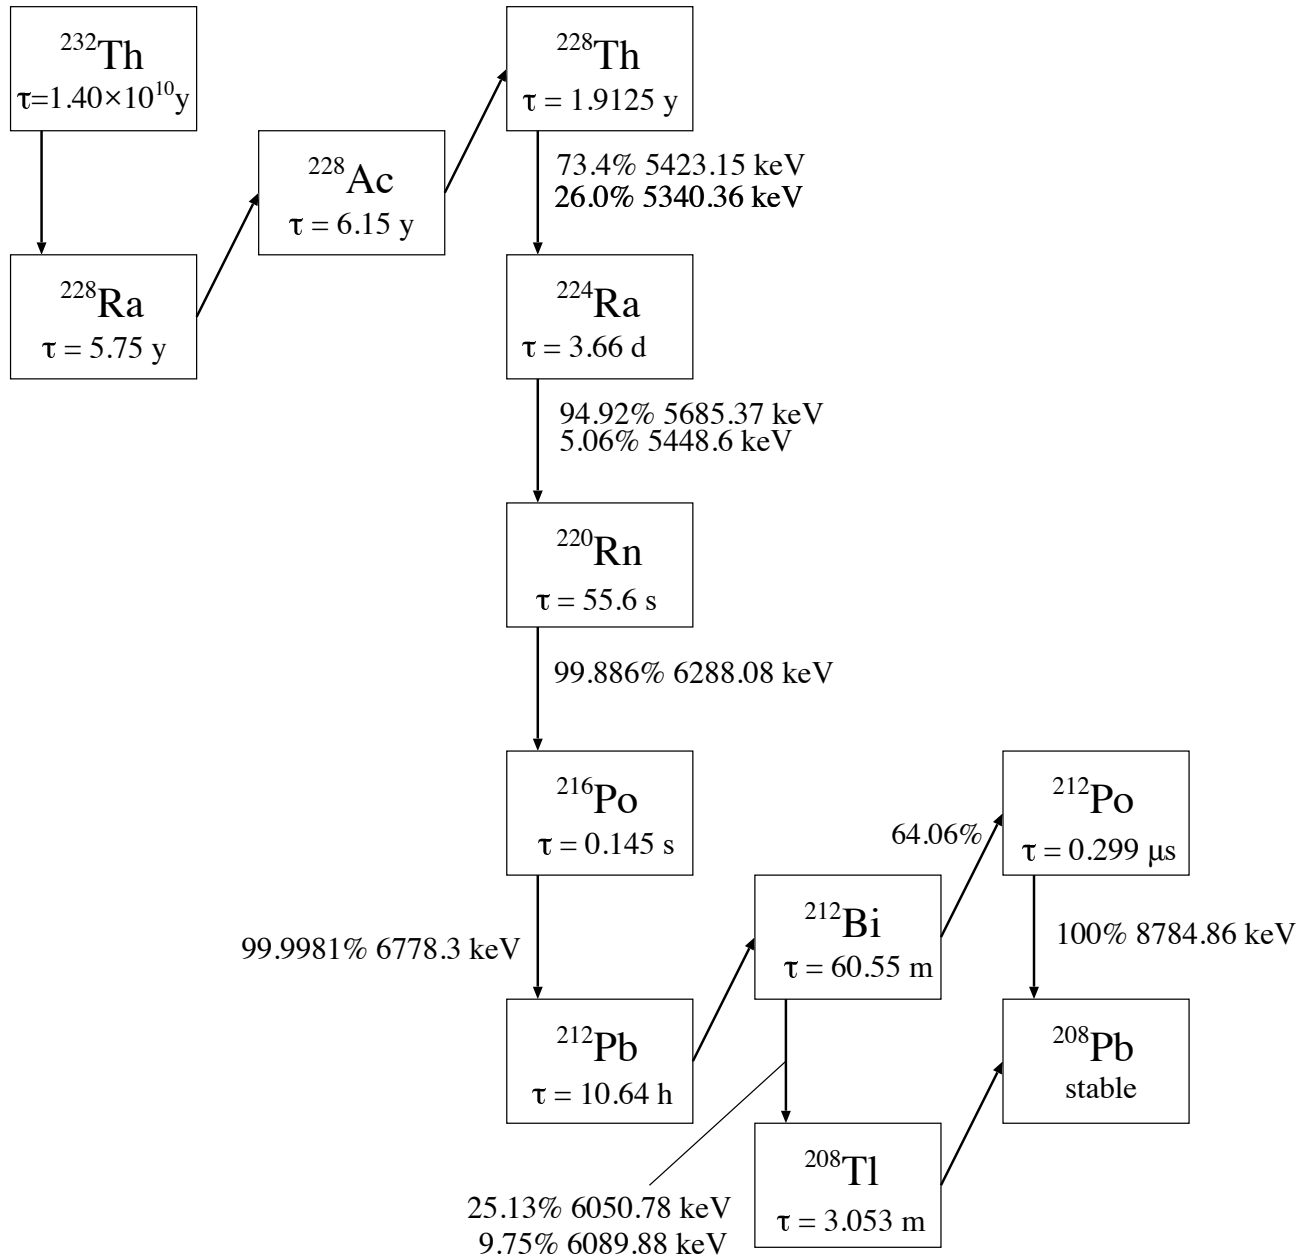 ²³²Th
τ=1.40×10¹⁰y
²²⁸Th
τ = 1.9125 y
²²⁸Ac
τ = 6.15 y
73.4% 5423.15 keV
26.0% 5340.36 keV
²²⁸Ra
τ = 5.75 y
²²⁴Ra
τ = 3.66 d
94.92% 5685.37 keV
5.06% 5448.6 keV
²²⁰Rn
τ = 55.6 s
99.886% 6288.08 keV
²¹⁶Po
τ = 0.145 s
²¹²Po
τ = 0.299 μs
64.06%
²¹²Bi
τ = 60.55 m
99.9981% 6778.3 keV
100% 8784.86 keV
²¹²Pb
τ = 10.64 h
²⁰⁸Pb
stable
²⁰⁸Tl
τ = 3.053 m
25.13% 6050.78 keV
9.75% 6089.88 keV